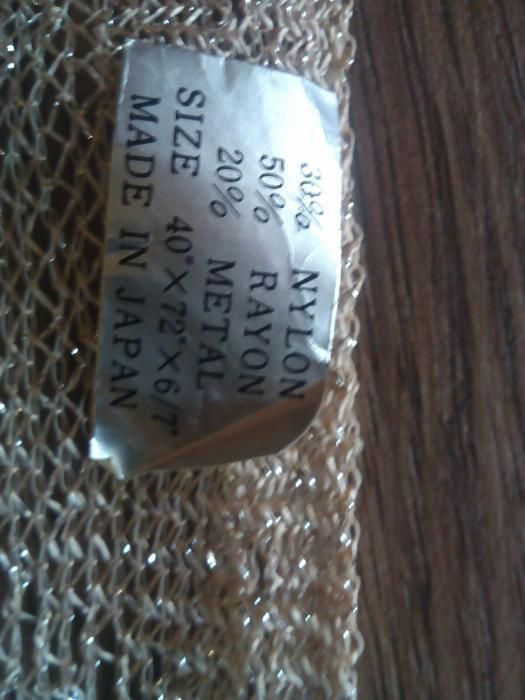 30% NYLON
50% RAYON
20% METAL
SIZE 40"×72"×6/7"
MADE IN JAPAN